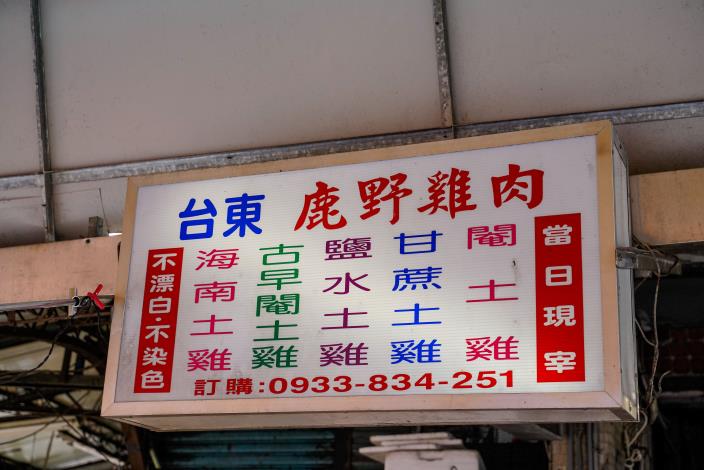 台東 鹿野雞肉
當日現宰
閹土雞
甘蔗土雞
鹽水土雞
古早閹土雞
海南土雞
不漂白·不染色
訂購:0933-834-251